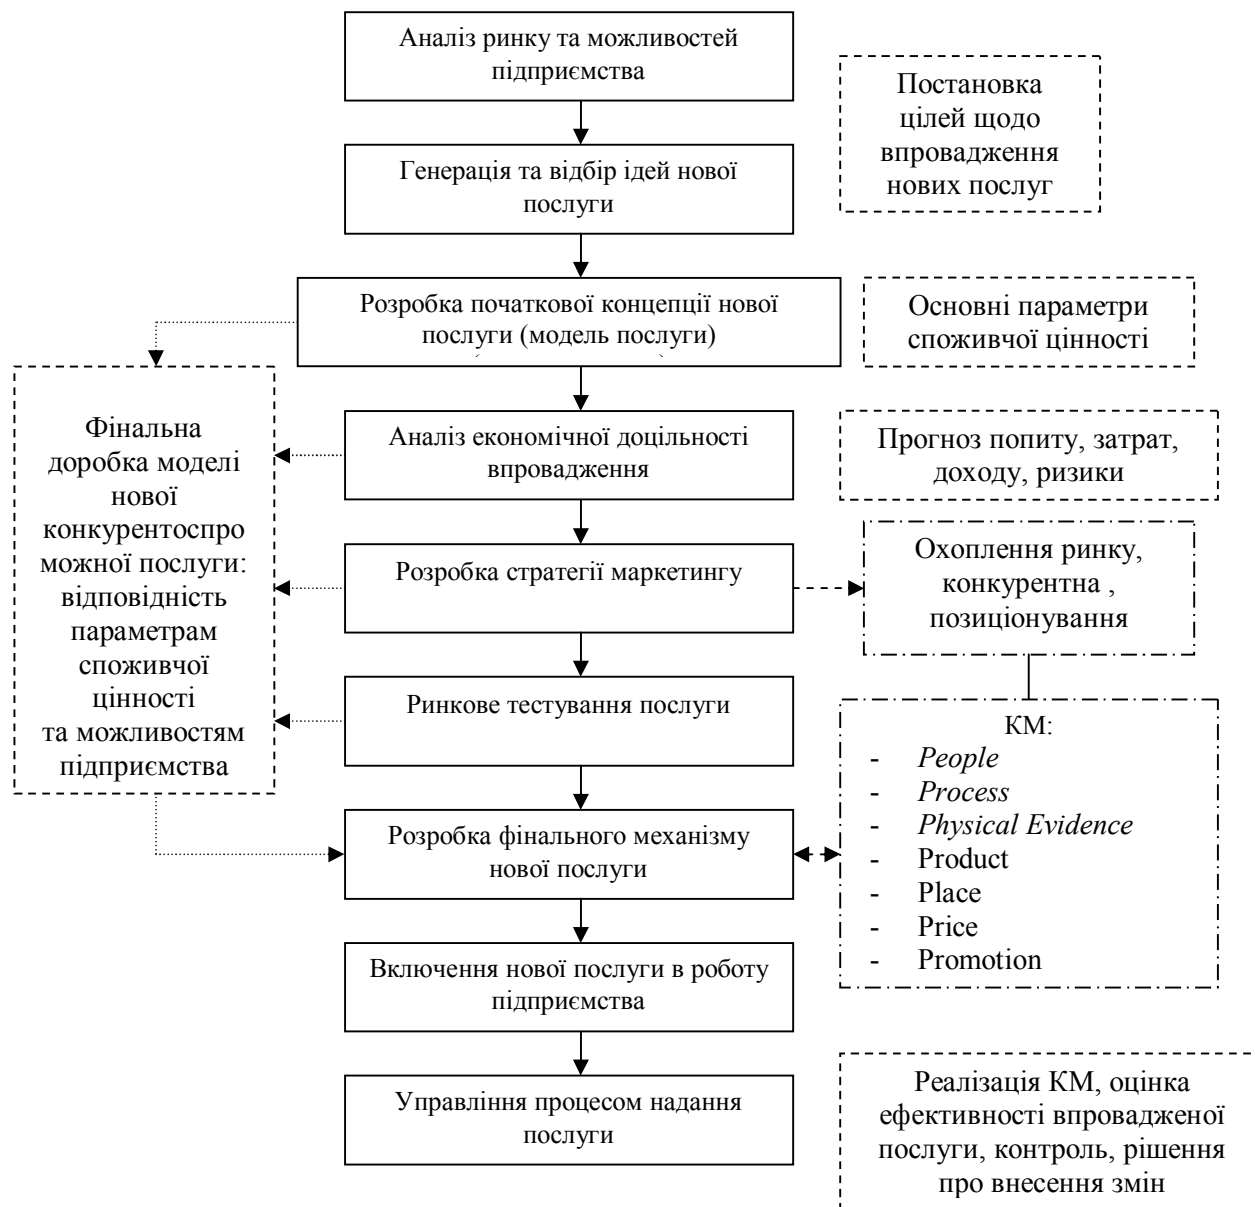 Аналіз ринку та можливостей
підприємства
Постановка
цілей щодо
впровадження
нових послуг
Генерація та відбір ідей нової
послуги
Розробка початкової концепції нової
послуги (модель послуги)
Основні параметри
споживчої цінності
Фінальна
доробка моделі
нової
конкурентоспро
можної послуги:
відповідність
параметрам
споживчої
цінності
та можливостям
підприємства
Аналіз економічної доцільності
впровадження
Прогноз попиту, затрат,
доходу, ризики
Розробка стратегії маркетингу
Охоплення ринку,
конкурентна ,
позиціонування
Ринкове тестування послуги
КМ:
- People
- Process
- Physical Evidence
- Product
- Place
- Price
- Promotion
Розробка фінального механізму
нової послуги
Включення нової послуги в роботу
підприємства
Управління процесом надання
послуги
Реалізація КМ, оцінка
ефективності впровадженої
послуги, контроль, рішення
про внесення змін